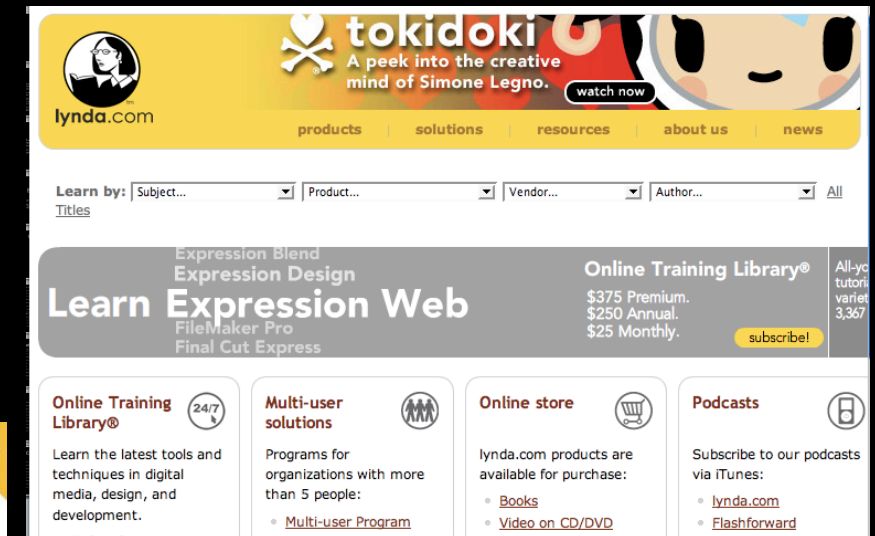 tokidoki
A peek into the creative
mind of Simone Legno.
watch now
lynda.com
products | solutions | resources | about us | news
Learn by: Subject... Product... Vendor... Author... All
Titles
Expression Blend
Expression Design
Learn Expression Web
FileMaker Pro
Final Cut Express
Online Training Library®
$375 Premium.
$250 Annual.
$25 Monthly.
subscribe!
3,367
Online Training
Library®
24/7
Learn the latest tools and
techniques in digital
media, design, and
development.
Multi-user
solutions
Programs for
organizations with more
than 5 people:
Multi-user Program
Online store
lynda.com products are
available for purchase:
Books
Video on CD/DVD
Podcasts
Subscribe to our podcasts
via iTunes:
lynda.com
Flashforward